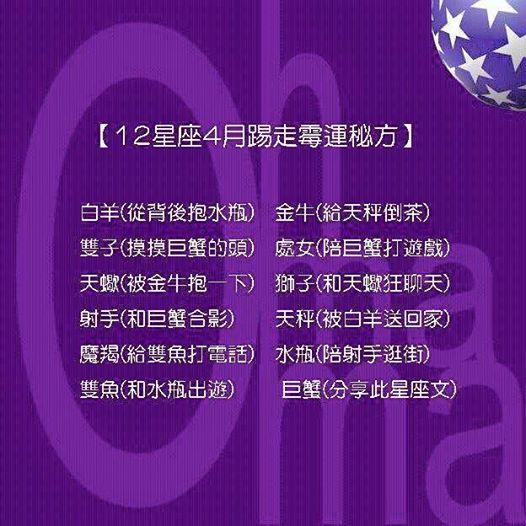 【12星座4月踢走霉運秘方】
白羊(從背後抱水瓶) 金牛(給天秤倒茶)
雙子(摸摸巨蟹的頭) 處女(陪巨蟹打遊戲)
天蠍(被金牛抱一下) 獅子(和天蠍狂聊天)
射手(和巨蟹合影) 天秤(被白羊送回家)
魔羯(給雙魚打電話) 水瓶(陪射手逛街)
雙魚(和水瓶出遊) 巨蟹(分享此星座文)